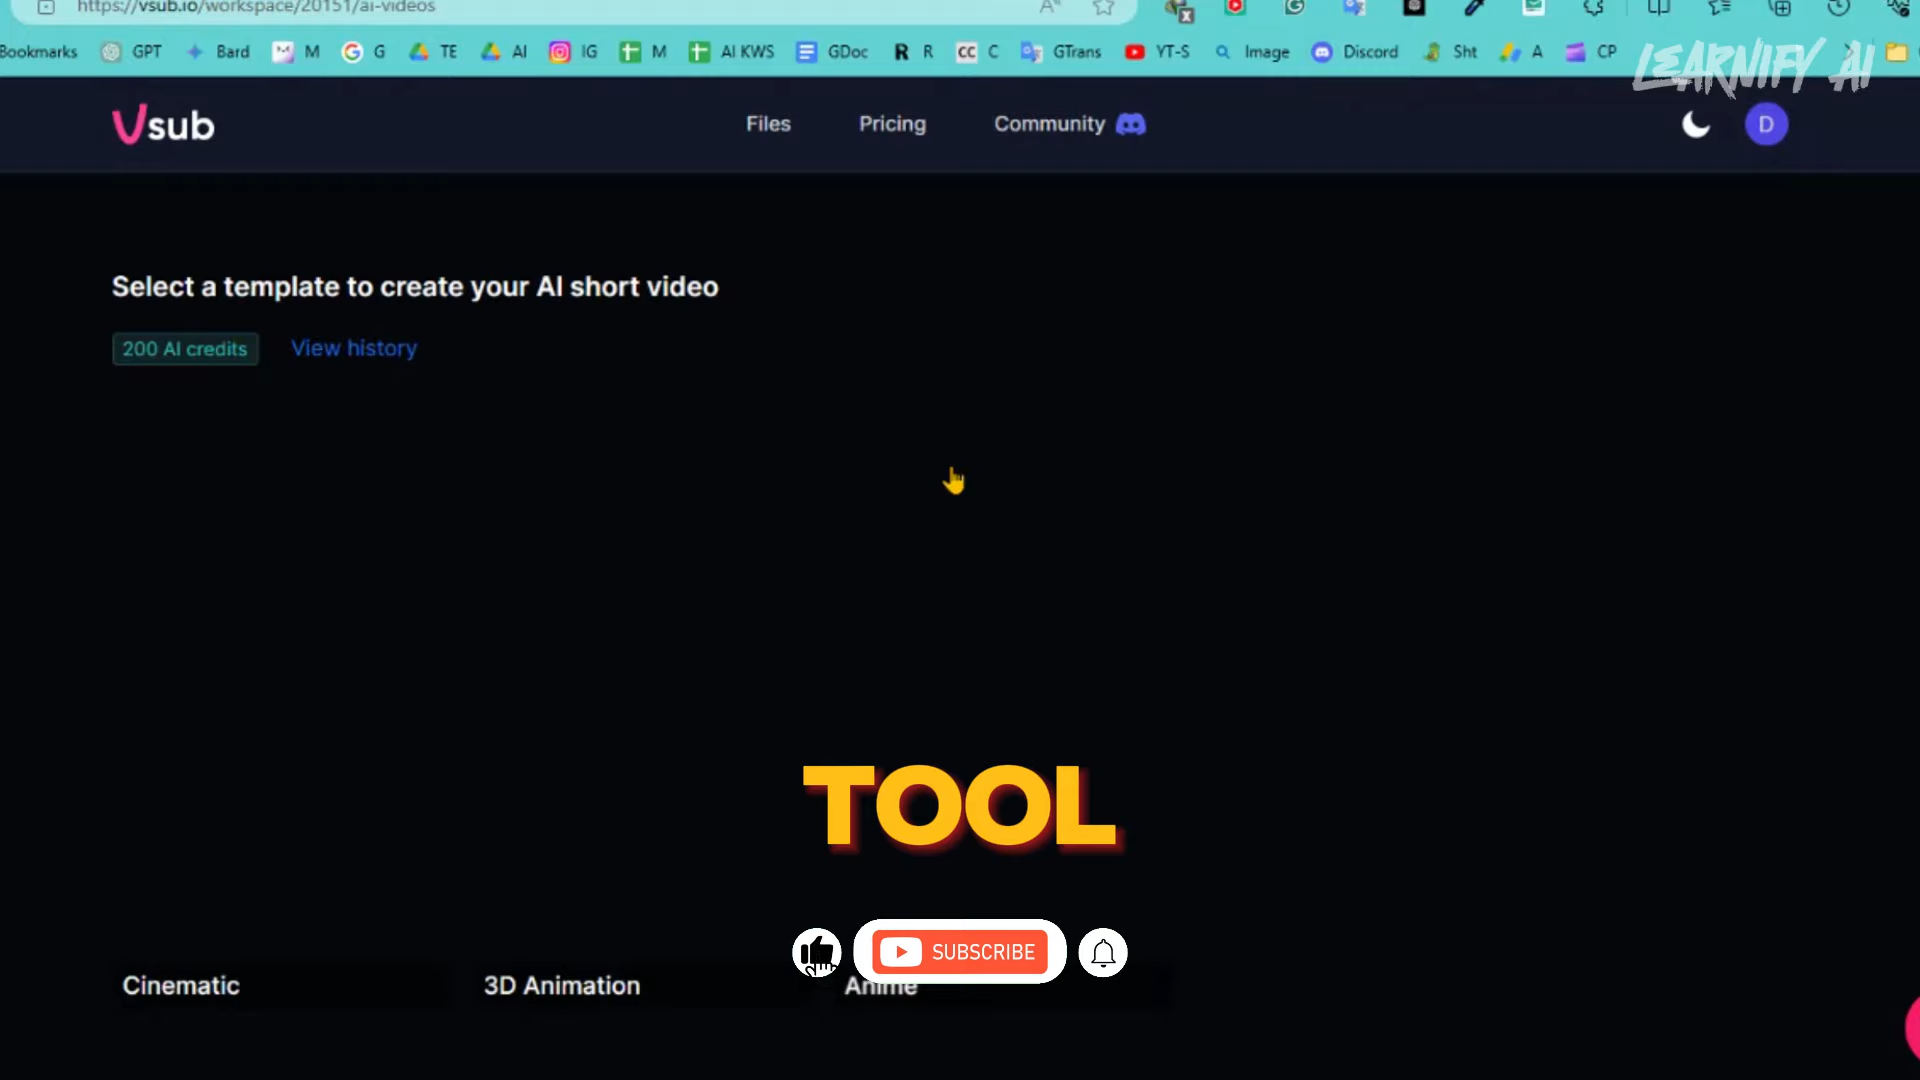 https://vsub.io/workspace/20151/ai-videos
Bookmarks GPT Bard M G TE AI IG M AI KWS GDoc R R CC C GTrans YT-S Image Discord Sht A CP
LEARNIFY AI
Vsub Files Pricing Community D
Select a template to create your AI short video
200 AI credits View history
TOOL
SUBSCRIBE
Cinematic 3D Animation Anime